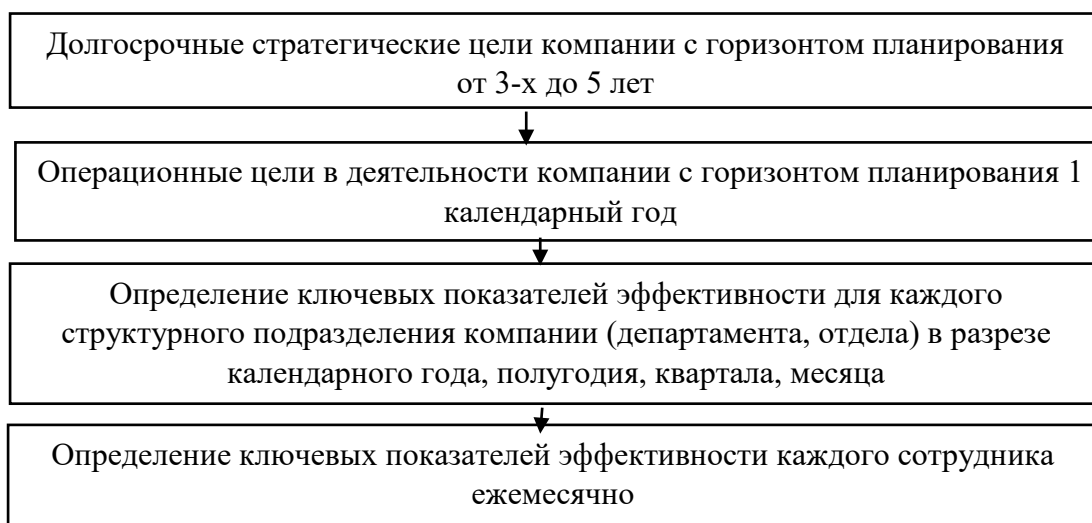 Долгосрочные стратегические цели компании с горизонтом планирования
от 3-х до 5 лет
Операционные цели в деятельности компании с горизонтом планирования 1
календарный год
Определение ключевых показателей эффективности для каждого
структурного подразделения компании (департамента, отдела) в разрезе
календарного года, полугодия, квартала, месяца
Определение ключевых показателей эффективности каждого сотрудника
ежемесячно